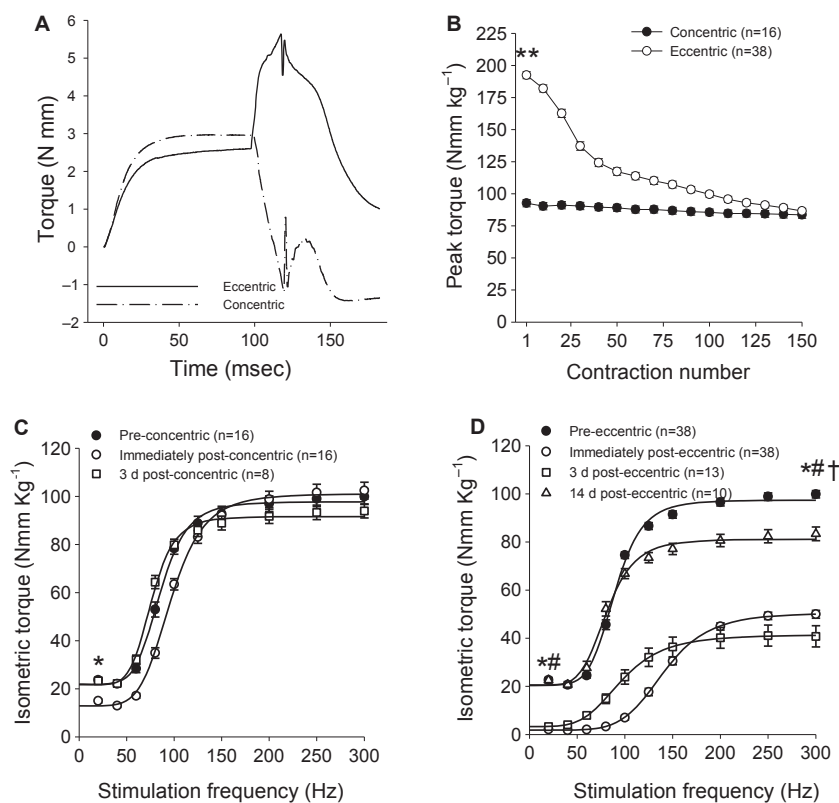 A
6
5
4
3
2
1
0
−1
−2
Torque (N mm)
Eccentric
Concentric
0
50
100
150
Time (msec)
B
Concentric (n=16)
Eccentric (n=38)
225
200
175
150
125
100
75
50
25
0
**
Peak torque (Nmm kg⁻¹)
1
25
50
75
100
125
150
Contraction number
C
Pre-concentric (n=16)
Immediately post-concentric (n=16)
3 d post-concentric (n=8)
120
100
80
60
40
20
0
*
Isometric torque (Nmm Kg⁻¹)
0
50
100
150
200
250
300
Stimulation frequency (Hz)
D
Pre-eccentric (n=38)
Immediately post-eccentric (n=38)
3 d post-eccentric (n=13)
14 d post-eccentric (n=10)
120
100
80
60
40
20
0
*#
*# †
Isometric torque (Nmm Kg⁻¹)
0
50
100
150
200
250
300
Stimulation frequency (Hz)